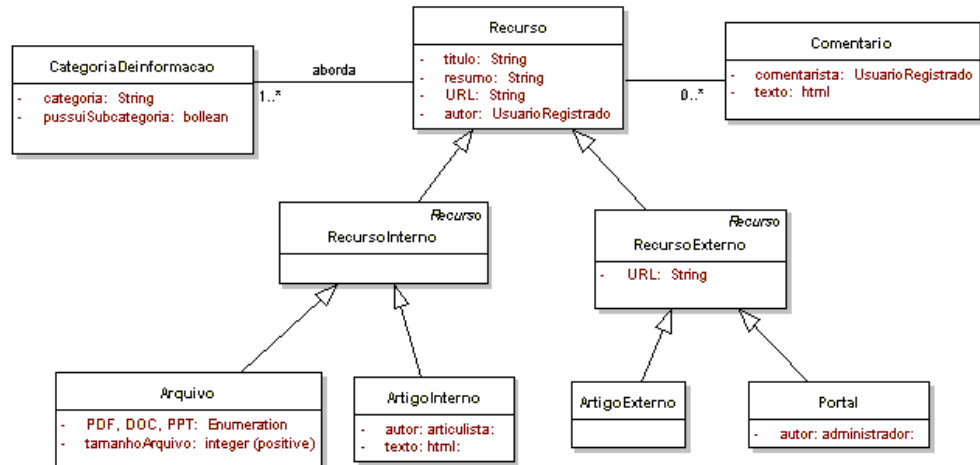 Recurso
- titulo: String
- resumo: String
- URL: String
- autor: UsuarioRegistrado
CategoriaDeinformacao
- categoria: String
- pussuiSubcategoria: bollean
aborda
1..*
Comentario
- comentarista: UsuarioRegistrado
- texto: html
0..*
Recurso
RecursoInterno
Recurso
RecursoExterno
- URL: String
Arquivo
- PDF, DOC, PPT: Enumeration
- tamanhoArquivo: integer (positive)
ArtigoInterno
- autor: articulista:
- texto: html:
ArtigoExterno
Portal
- autor: administrador: